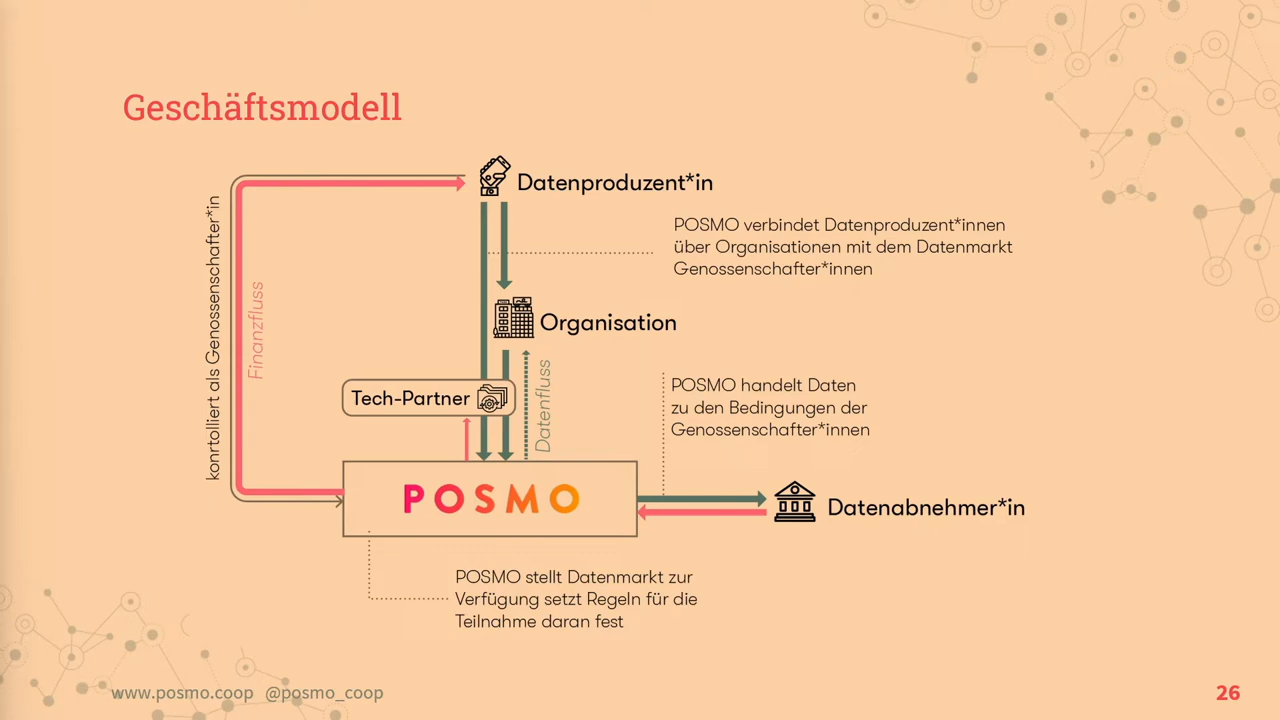 Geschäftsmodell
Datenproduzent*in
POSMO verbindet Datenproduzent*innen
über Organisationen mit dem Datenmarkt
Genossenschafter*innen
konrtolliert als Genossenschafter*in
Finanzfluss
Organisation
Tech-Partner
Datenfluss
POSMO handelt Daten
zu den Bedingungen der
Genossenschafter*innen
POSMO
Datenabnehmer*in
POSMO stellt Datenmarkt zur
Verfügung setzt Regeln für die
Teilnahme daran fest
www.posmo.coop @posmo_coop
26